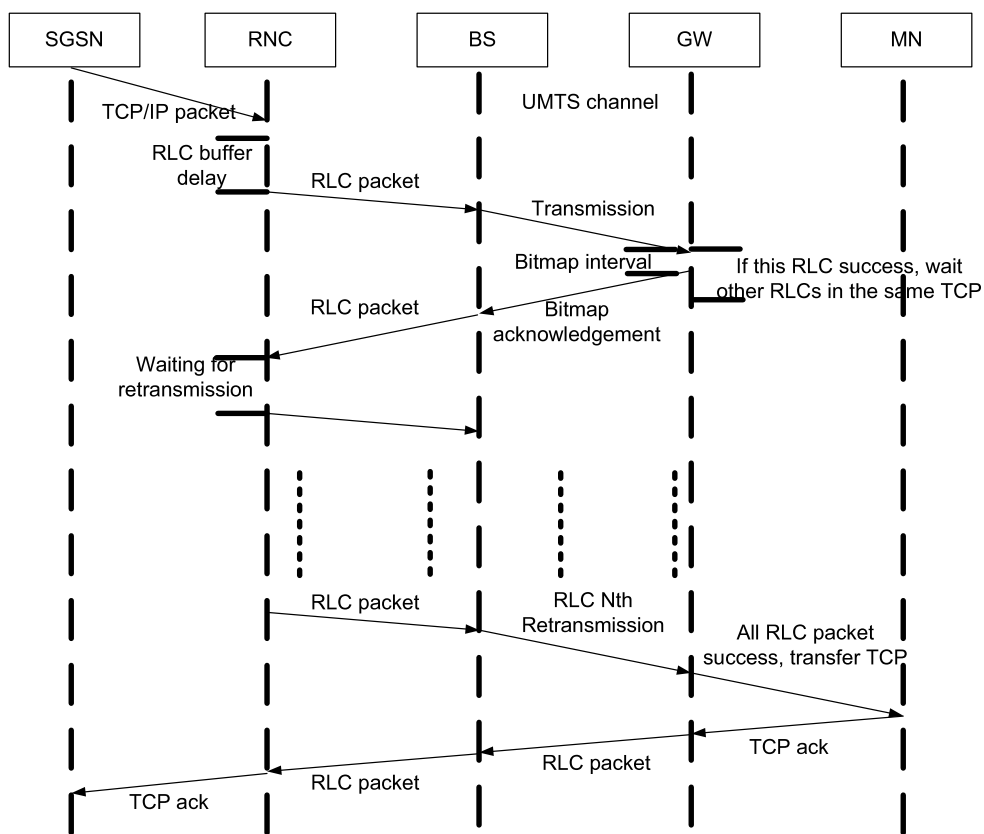 SGSN
RNC
BS
GW
MN
UMTS channel
TCP/IP packet
RLC buffer
delay
RLC packet
Transmission
Bitmap interval
If this RLC success, wait
other RLCs in the same TCP
RLC packet
Bitmap
acknowledgement
Waiting for
retransmission
RLC packet
RLC Nth
Retransmission
All RLC packet
success, transfer TCP
TCP ack
RLC packet
RLC packet
TCP ack